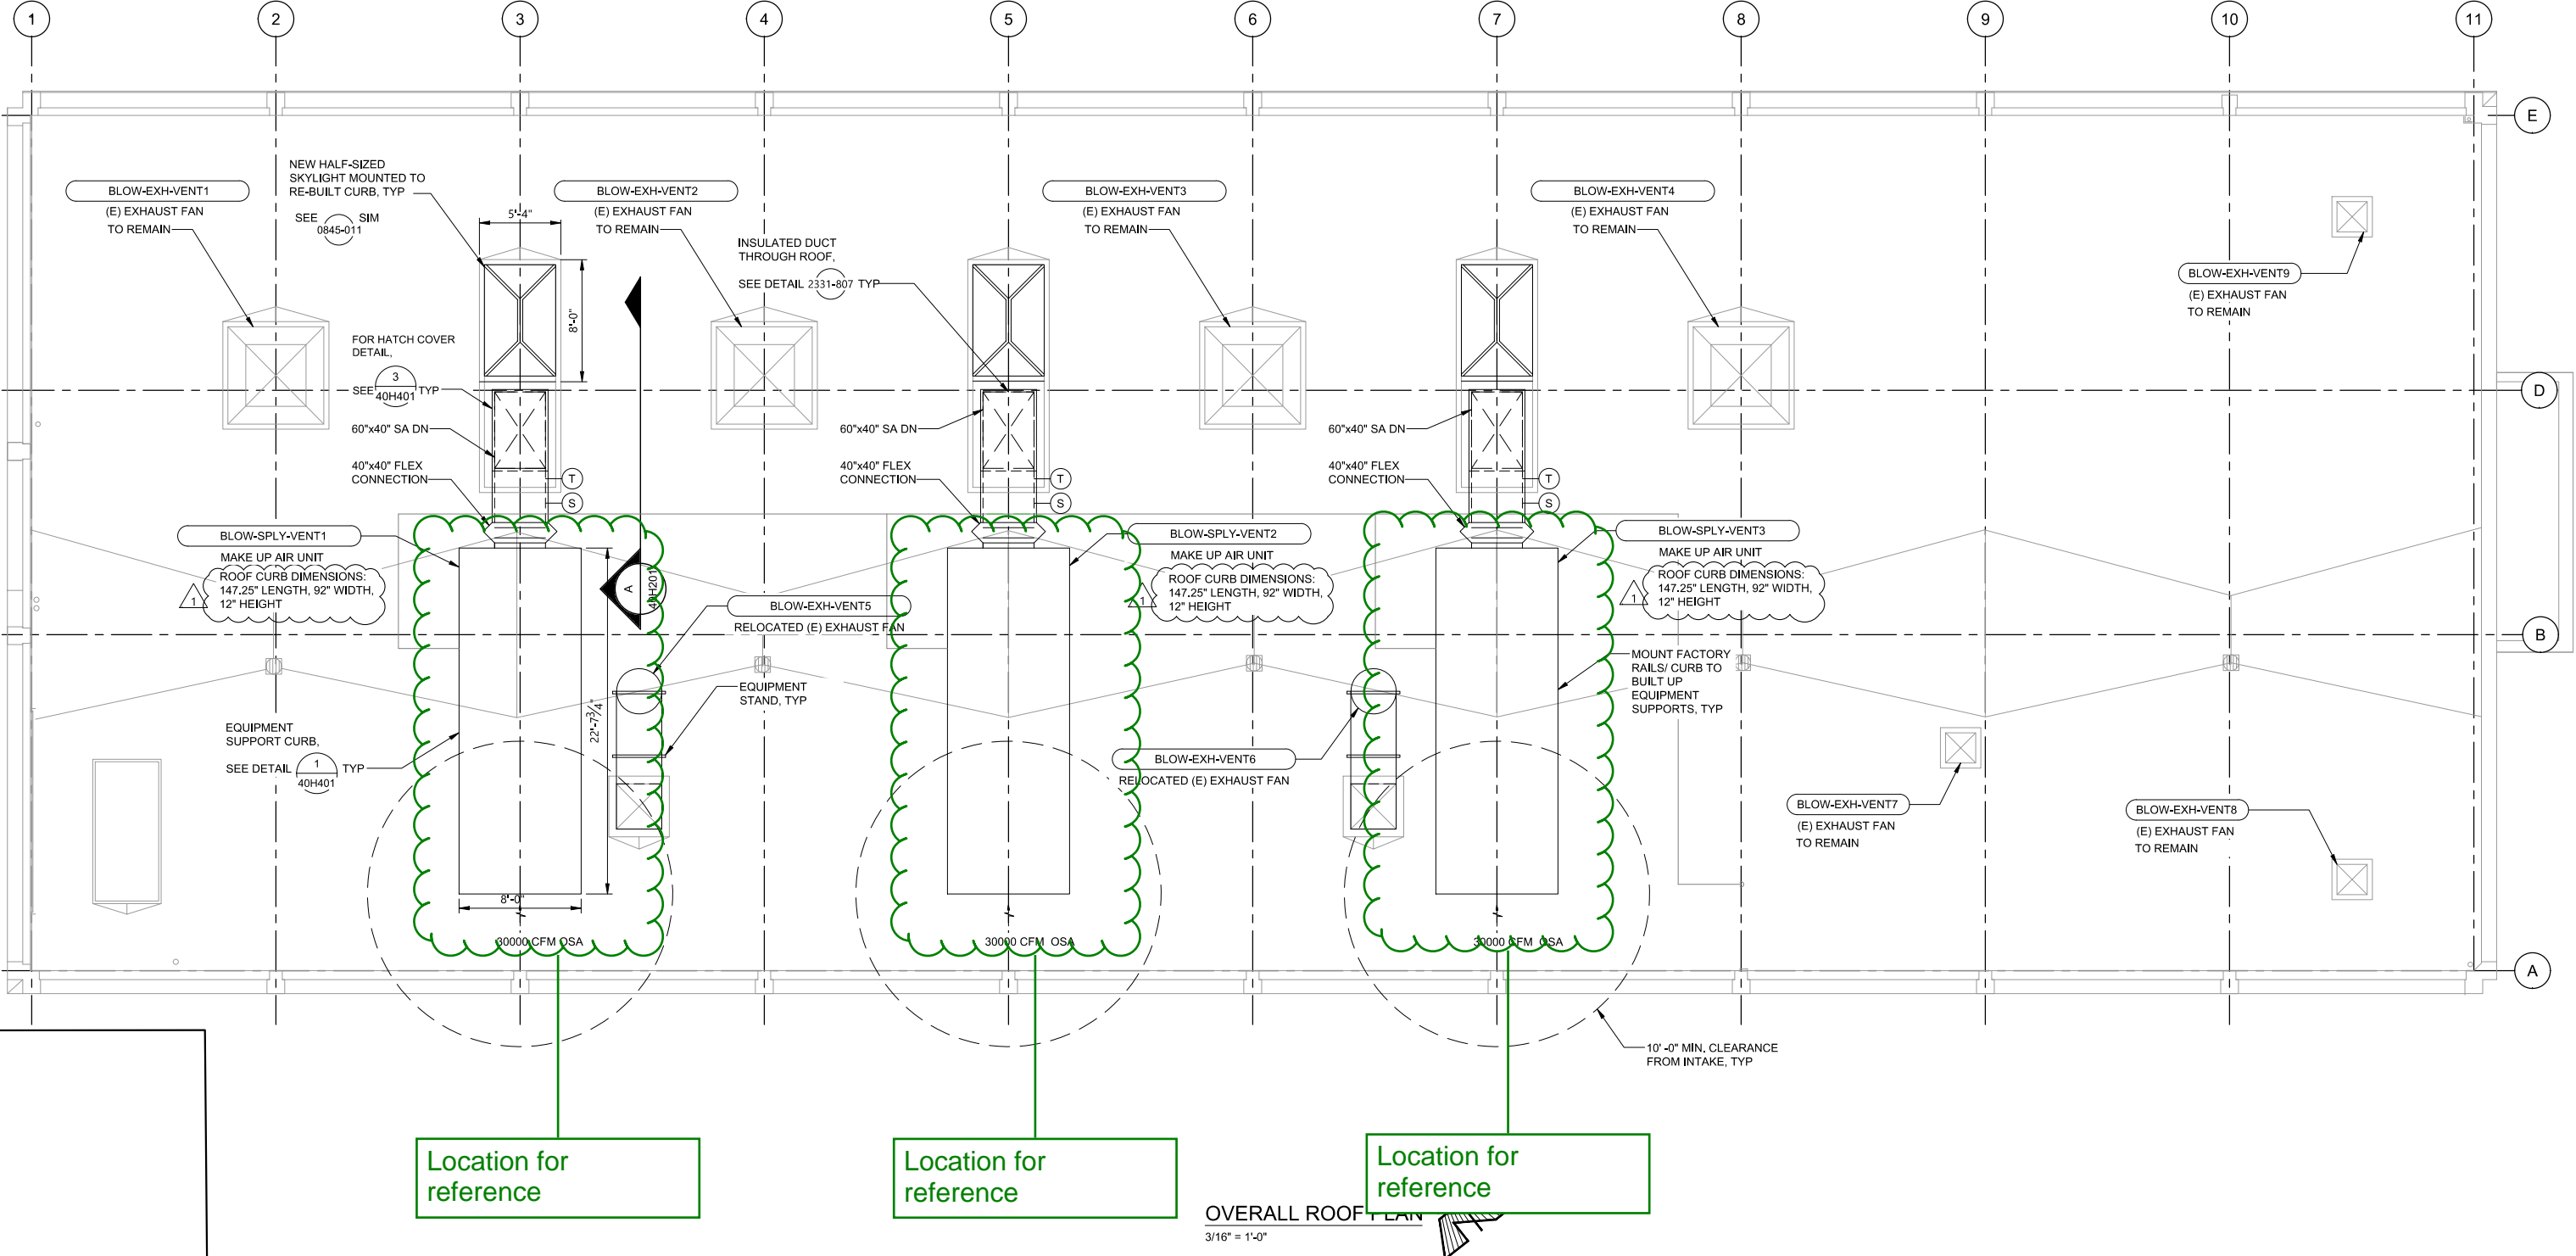 1
2
3
4
5
6
7
8
9
10
11
E
D
B
A
BLOW-EXH-VENT1
(E) EXHAUST FAN
TO REMAIN
NEW HALF-SIZED
SKYLIGHT MOUNTED TO
RE-BUILT CURB, TYP
SEE SIM
0845-011
5'-4"
8'-0"
BLOW-EXH-VENT2
(E) EXHAUST FAN
TO REMAIN
INSULATED DUCT
THROUGH ROOF,
SEE DETAIL 2331-807 TYP
BLOW-EXH-VENT3
(E) EXHAUST FAN
TO REMAIN
BLOW-EXH-VENT4
(E) EXHAUST FAN
TO REMAIN
BLOW-EXH-VENT9
(E) EXHAUST FAN
TO REMAIN
FOR HATCH COVER
DETAIL,
SEE 3 TYP
40H401
60"x40" SA DN
40"x40" FLEX
CONNECTION
T
S
60"x40" SA DN
40"x40" FLEX
CONNECTION
T
S
60"x40" SA DN
40"x40" FLEX
CONNECTION
T
S
BLOW-SPLY-VENT1
MAKE UP AIR UNIT
ROOF CURB DIMENSIONS:
147.25" LENGTH, 92" WIDTH,
12" HEIGHT
1
A
40H201
BLOW-EXH-VENT5
RELOCATED (E) EXHAUST FAN
EQUIPMENT
STAND, TYP
BLOW-SPLY-VENT2
MAKE UP AIR UNIT
ROOF CURB DIMENSIONS:
147.25" LENGTH, 92" WIDTH,
12" HEIGHT
1
BLOW-SPLY-VENT3
MAKE UP AIR UNIT
ROOF CURB DIMENSIONS:
147.25" LENGTH, 92" WIDTH,
12" HEIGHT
1
MOUNT FACTORY
RAILS/ CURB TO
BUILT UP
EQUIPMENT
SUPPORTS, TYP
EQUIPMENT
SUPPORT CURB,
SEE DETAIL 1 TYP
40H401
22'-7¾"
8'-0"
BLOW-EXH-VENT6
RELOCATED (E) EXHAUST FAN
BLOW-EXH-VENT7
(E) EXHAUST FAN
TO REMAIN
BLOW-EXH-VENT8
(E) EXHAUST FAN
TO REMAIN
30000 CFM OSA
30000 CFM OSA
30000 CFM OSA
10'-0" MIN. CLEARANCE
FROM INTAKE, TYP
Location for
reference
Location for
reference
Location for
reference
OVERALL ROOF PLAN
3/16" = 1'-0"